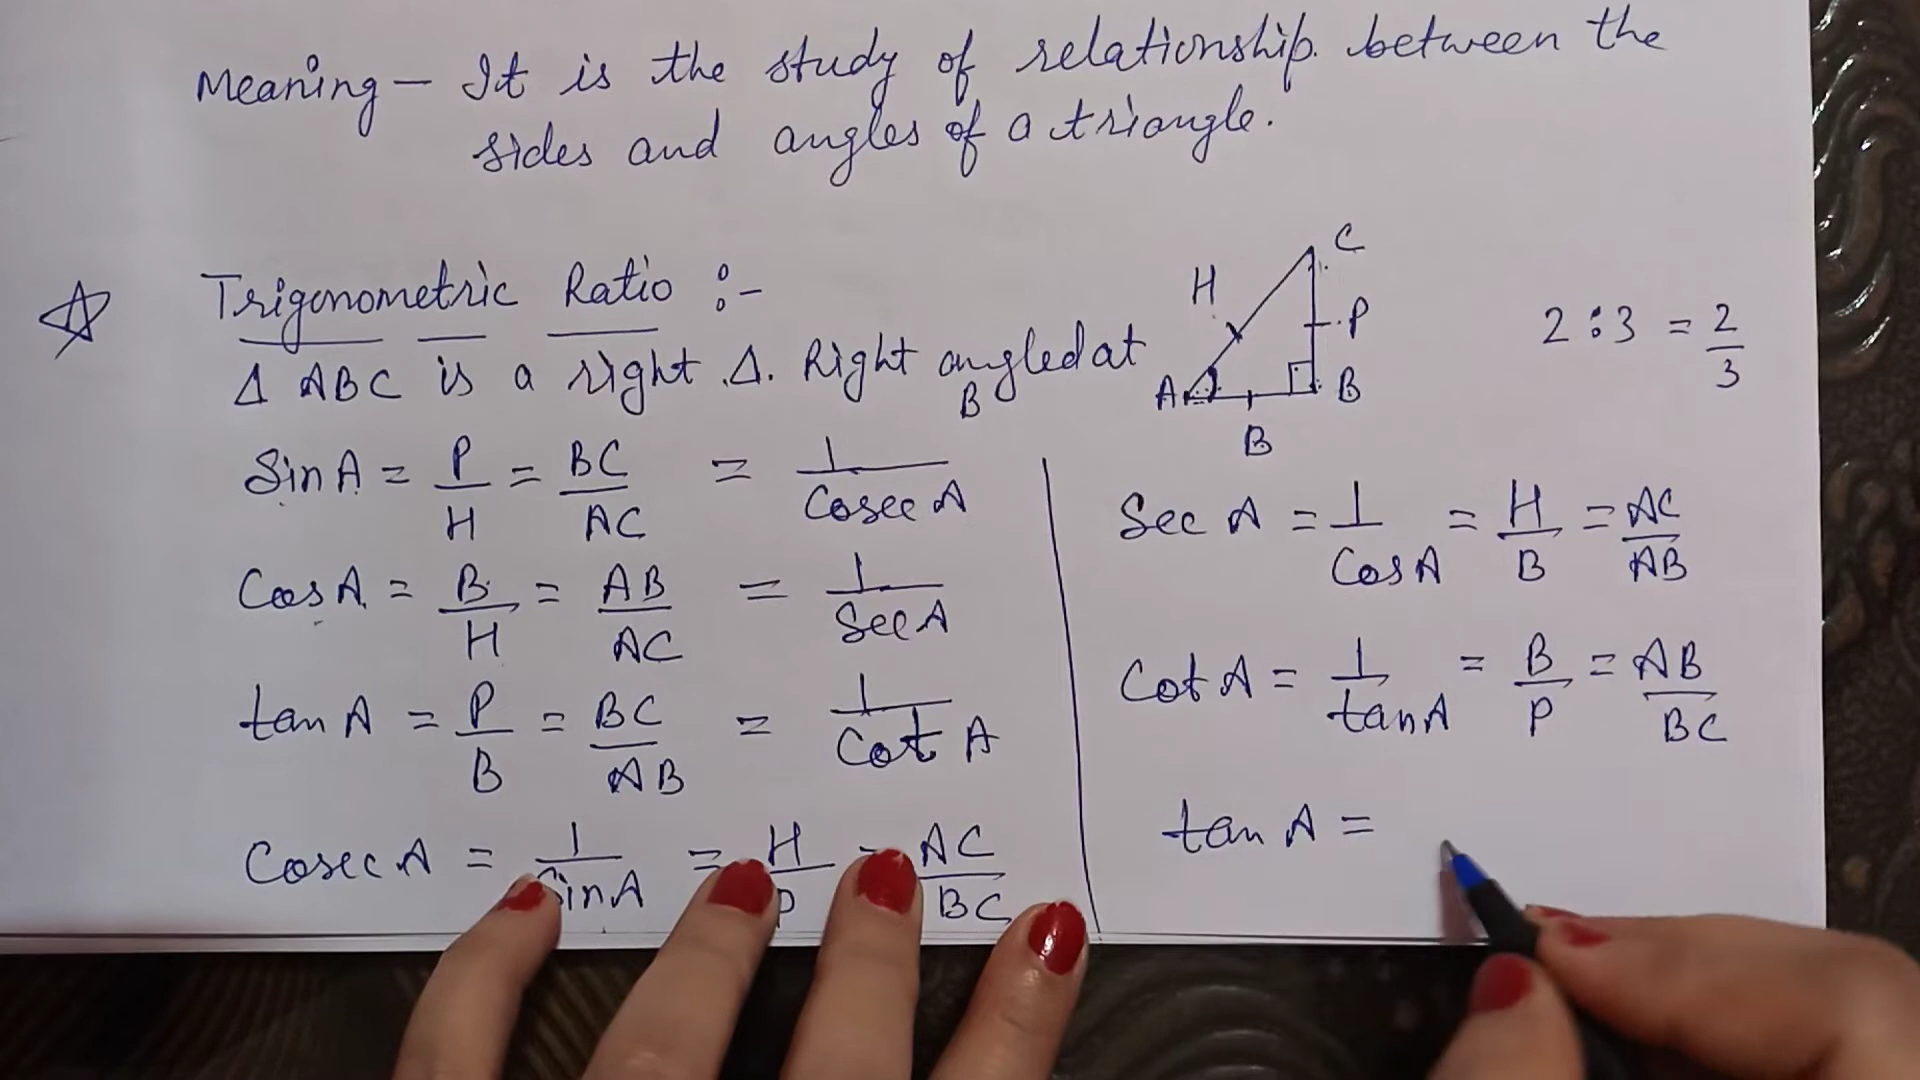 Meaning - It is the study of relationship between the
sides and angles of a triangle.
Trigonometric Ratio :-
Δ ABC is a right Δ. Right angled at
B
C
H
P
A
B
B
2 : 3 = 2/3
Sin A = P/H = BC/AC = 1/Cosec A
Cos A = B/H = AB/AC = 1/Sec A
tan A = P/B = BC/AB = 1/Cot A
Cosec A = 1/Sin A = H/P = AC/BC
Sec A = 1/Cos A = H/B = AC/AB
Cot A = 1/tan A = B/P = AB/BC
tan A =